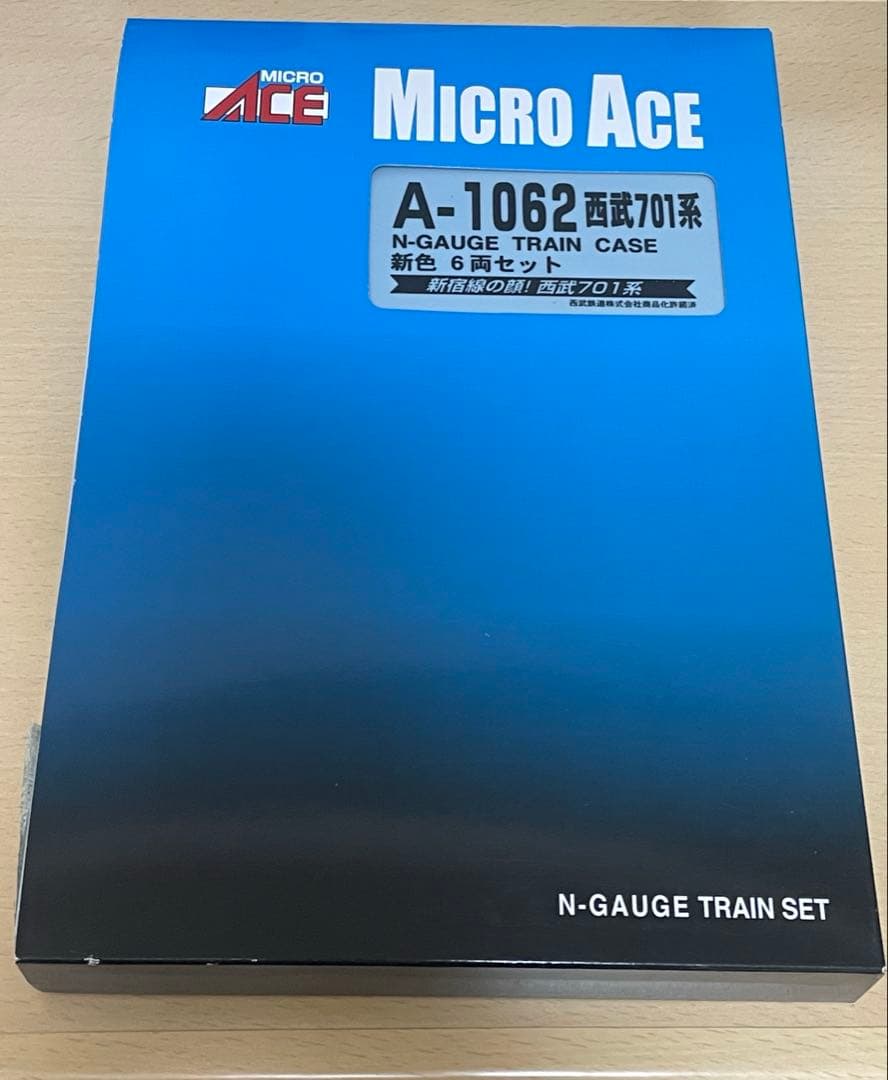 MICRO
ACE
MICRO ACE
A-1062 西武701系
N-GAUGE TRAIN CASE
新色 6両セット
新宿線の顔! 西武701系
西武鉄道株式会社商品化許諾済
N-GAUGE TRAIN SET